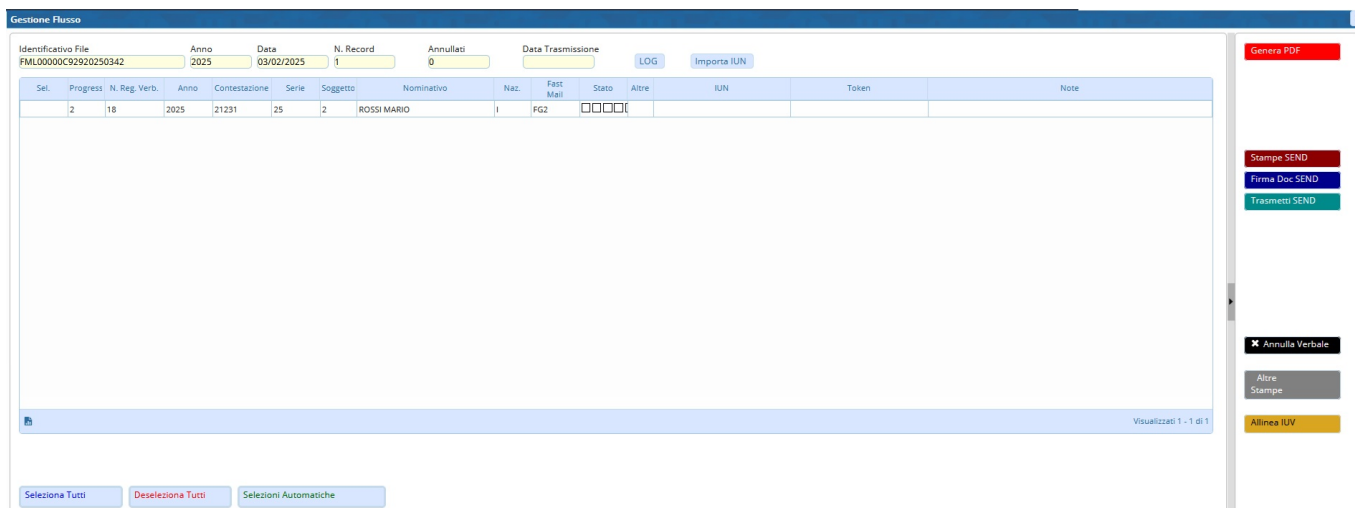 Gestione Flusso
Identificativo File Anno Data N. Record Annullati Data Trasmissione
FML00000C92920250342 2025 03/02/2025 1 0 LOG Importa IUN
Sel. Progress N. Reg. Verb. Anno Contestazione Serie Soggetto Nominativo Naz. Fast Mail Stato Altre IUN Token Note
2 18 2025 21231 25 2 ROSSI MARIO I FG2
Visualizzati 1 - 1 di 1
Seleziona Tutti Deseleziona Tutti Selezioni Automatiche
Genera PDF
Stampe SEND
Firma Doc SEND
Trasmetti SEND
Annulla Verbale
Altre
Stampe
Allinea IUV